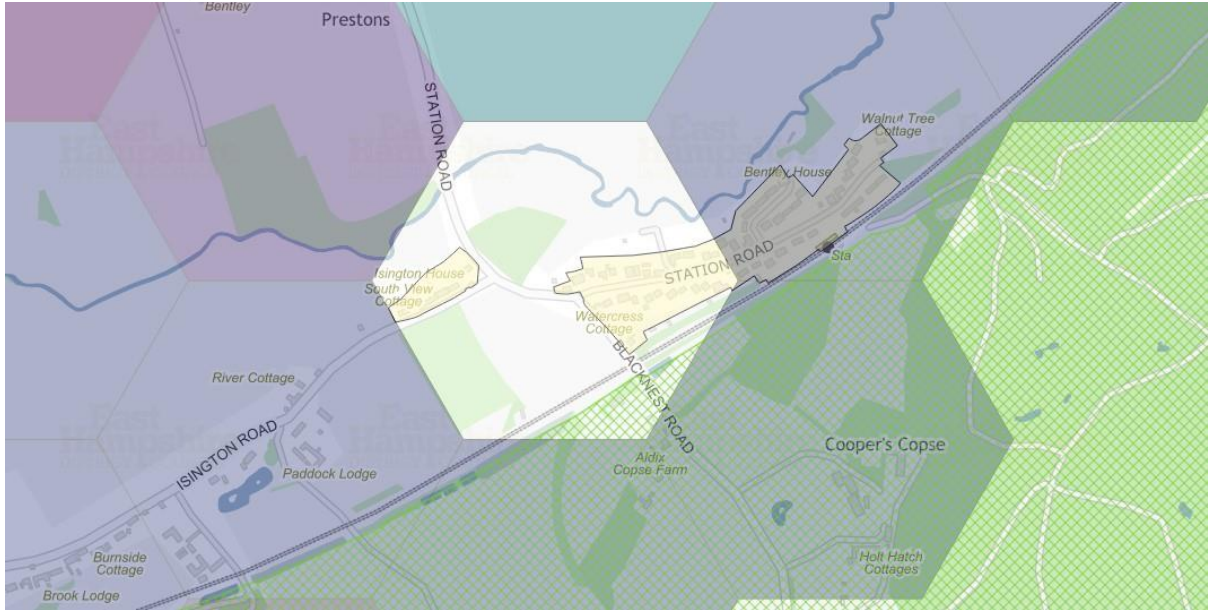 Bentley
Prestons
STATION ROAD
Walnut Tree
Cottage
Bentley House
Isington House
South View
Cottage
STATION ROAD
Sta
Watercress
Cottage
BLACKNEST ROAD
River Cottage
ISINGTON ROAD
Paddock Lodge
Aldix
Copse Farm
Cooper's Copse
Burnside
Cottage
Brook Lodge
Holt Hatch
Cottages